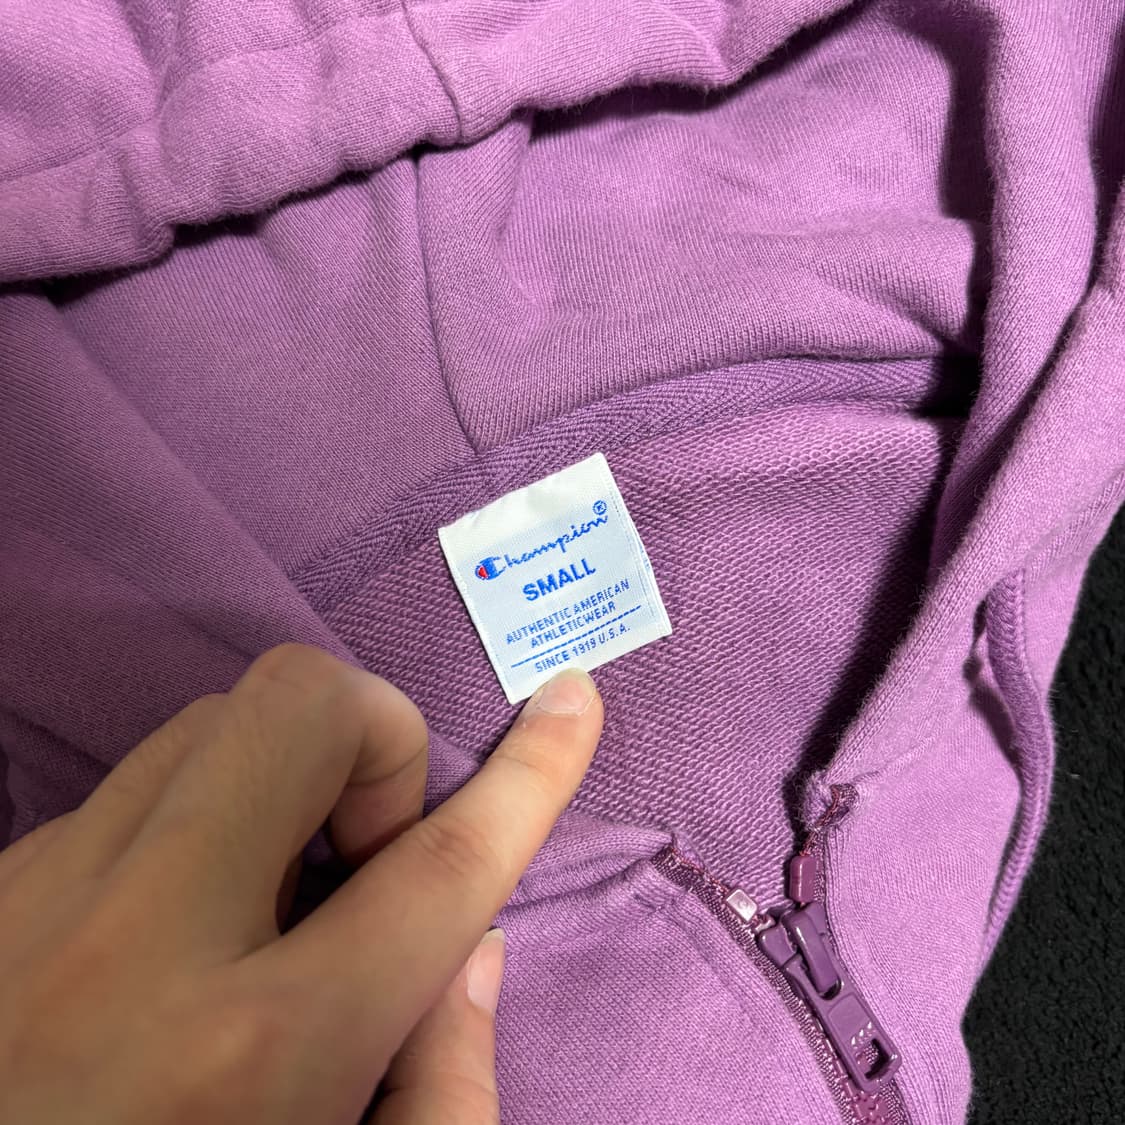 Champion®
SMALL
AUTHENTIC AMERICAN
ATHLETICWEAR
SINCE 1919 U.S.A.